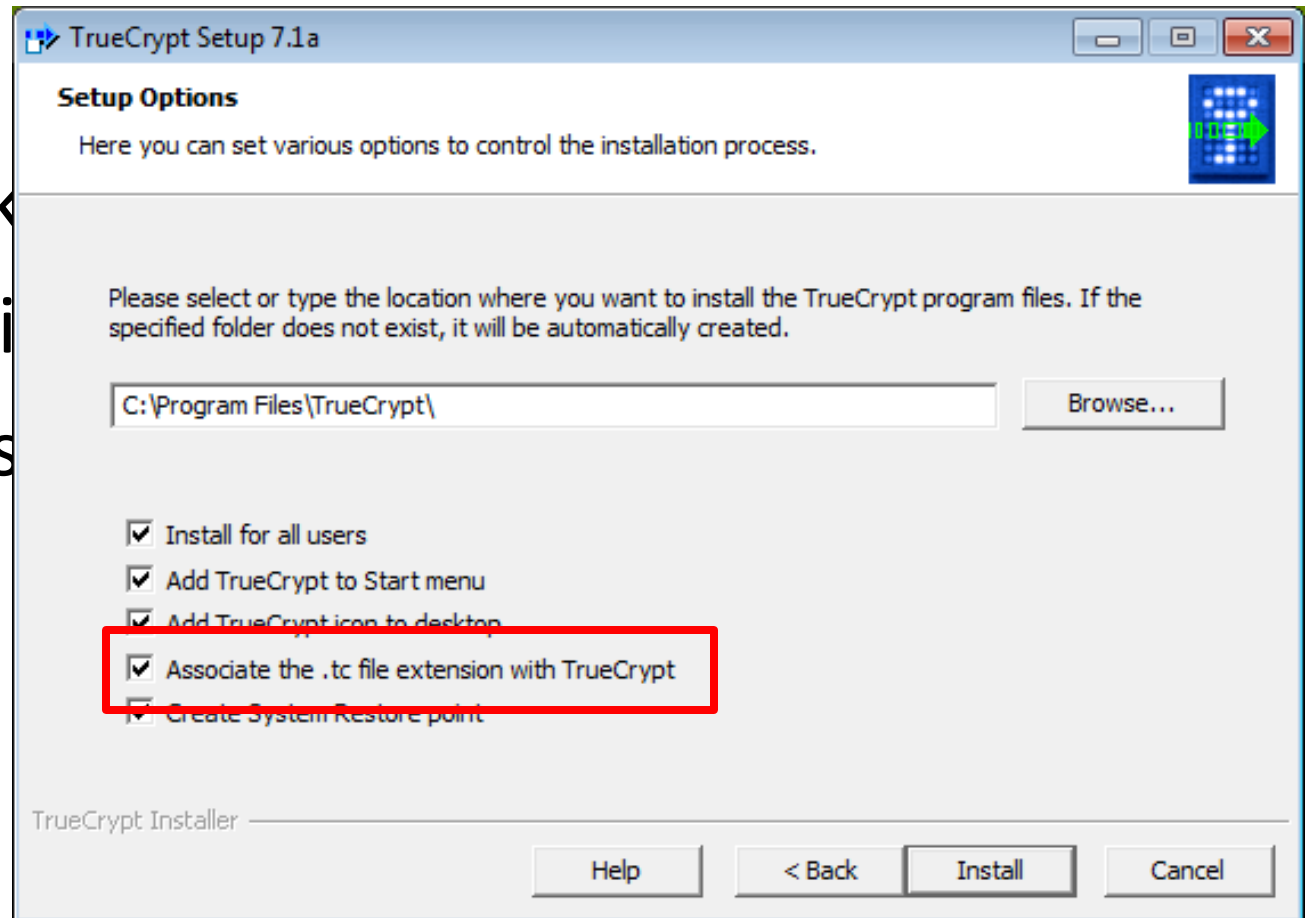 TrueCrypt Setup 7.1a
Setup Options
Here you can set various options to control the installation process.
Please select or type the location where you want to install the TrueCrypt program files. If the
specified folder does not exist, it will be automatically created.
C:\Program Files\TrueCrypt\
Browse...
Install for all users
Add TrueCrypt to Start menu
Add TrueCrypt icon to desktop
Associate the .tc file extension with TrueCrypt
Create System Restore point
TrueCrypt Installer
Help
< Back
Install
Cancel